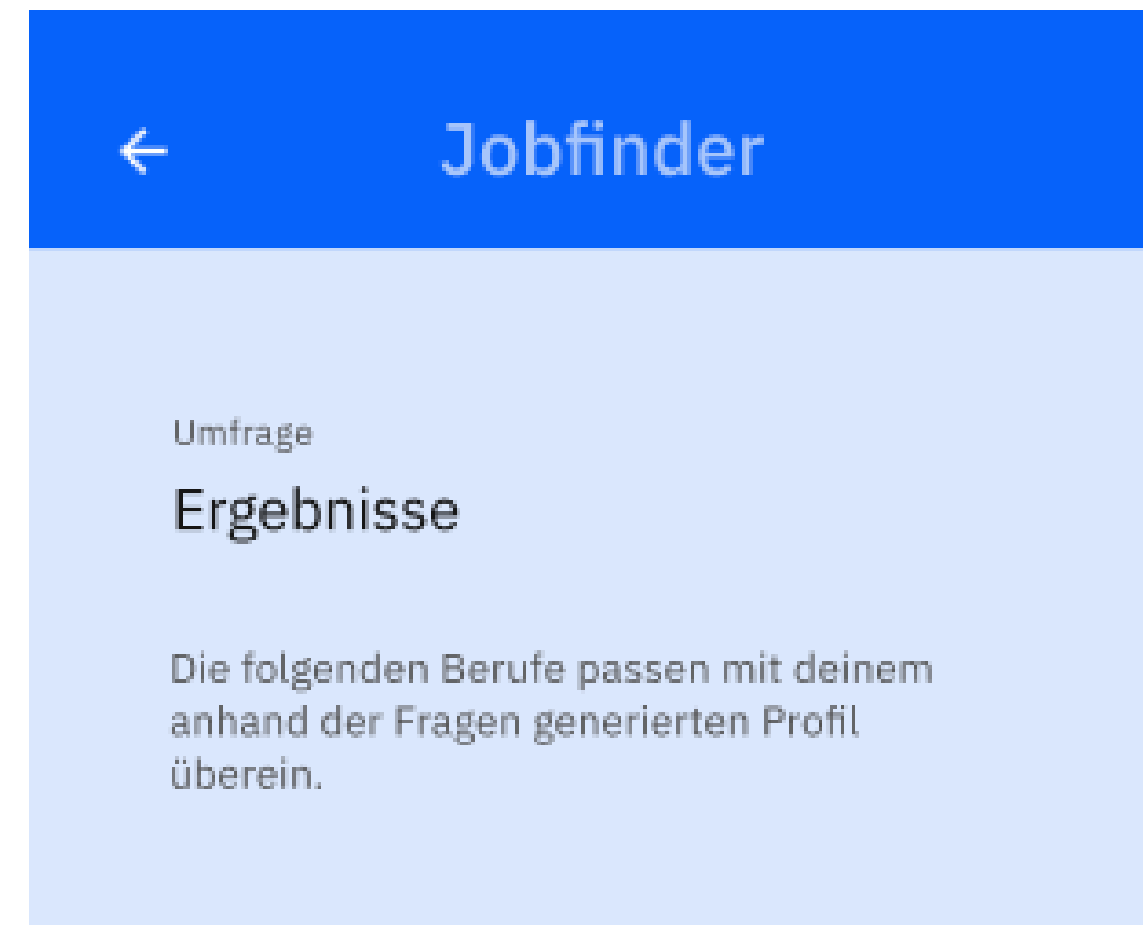 Jobfinder
Umfrage
Ergebnisse
Die folgenden Berufe passen mit deinem
anhand der Fragen generierten Profil
überein.